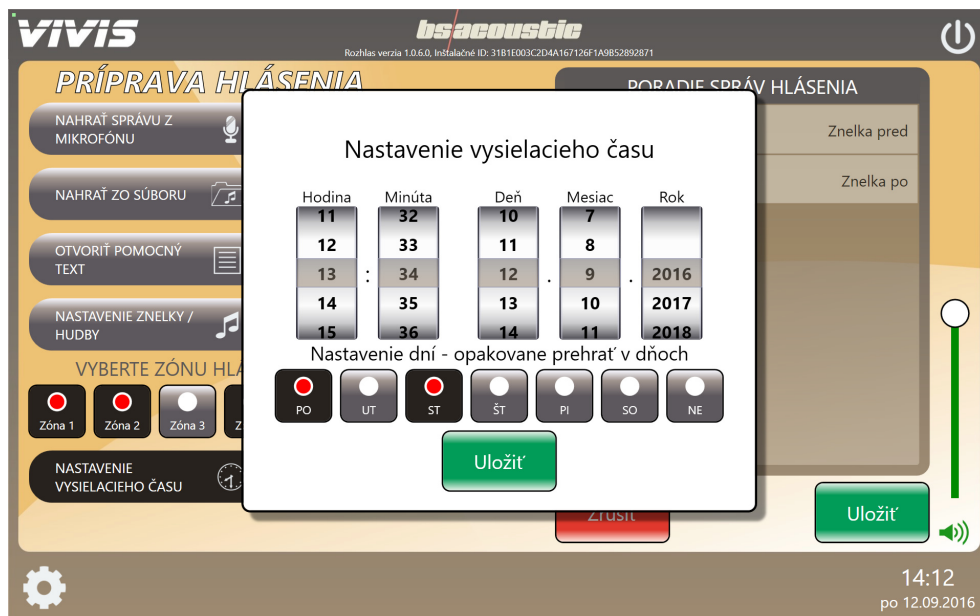 VIVIS
bsacoustic
Rozhlas verzia 1.0.6.0, Inštalačné ID: 31B1E003C2D4A167126F1A9B52892871
PRÍPRAVA HLÁSENIA
PORADIE SPRÁV HLÁSENIA
NAHRAŤ SPRÁVU Z
MIKROFÓNU
NAHRAŤ ZO SÚBORU
OTVORIŤ POMOCNÝ
TEXT
NASTAVENIE ZNELKY /
HUDBY
VYBERTE ZÓNU HLÁ
Zóna 1 Zóna 2 Zóna 3 Z
NASTAVENIE
VYSIELACIEHO ČASU
Znelka pred
Znelka po
Nastavenie vysielacieho času
Hodina Minúta Deň Mesiac Rok
11 32 10 7
12 33 11 8
13 : 34 12 . 9 . 2016
14 35 13 10 2017
15 36 14 11 2018
Nastavenie dní - opakovane prehrať v dňoch
PO UT ST ŠT PI SO NE
Uložiť
Zrušiť
Uložiť
14:12
po 12.09.2016